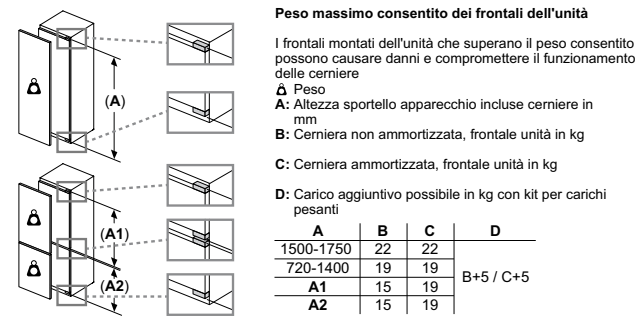 Peso massimo consentito dei frontali dell'unità
I frontali montati dell'unità che superano il peso consentito
possono causare danni e compromettere il funzionamento
delle cerniere
Peso
A: Altezza sportello apparecchio incluse cerniere in
mm
B: Cerniera non ammortizzata, frontale unità in kg
C: Cerniera ammortizzata, frontale unità in kg
D: Carico aggiuntivo possibile in kg con kit per carichi
pesanti
A B C D
1500-1750 22 22
720-1400 19 19
B+5 / C+5
A1 15 19
A2 15 19
(A)
(A1)
(A2)